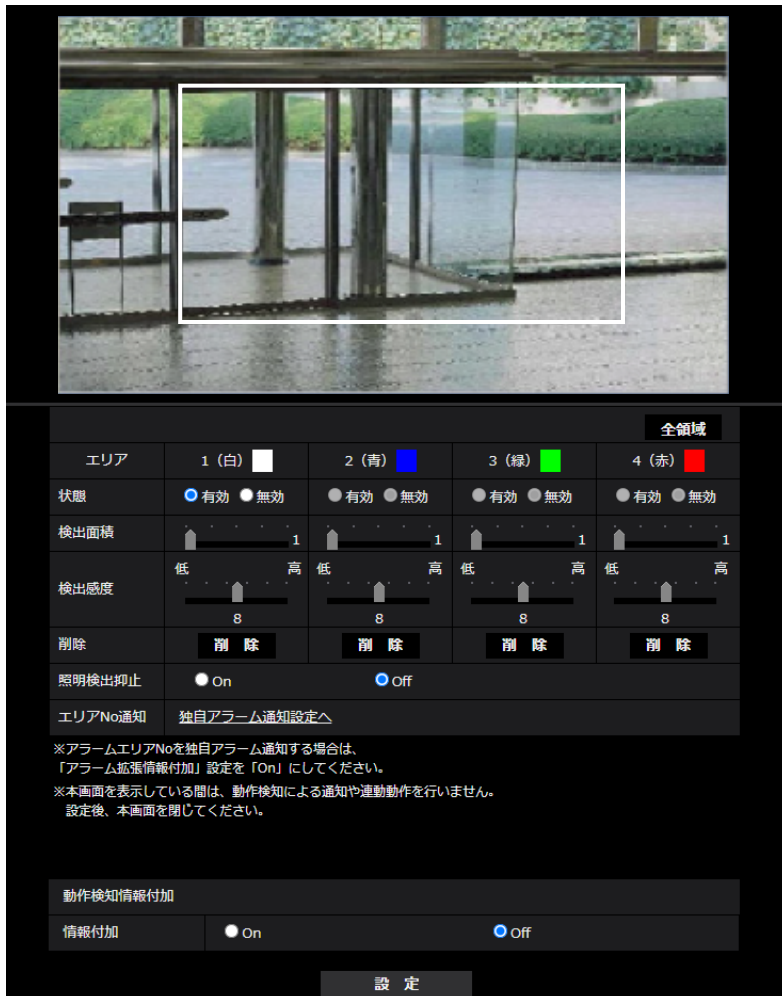 全領域
エリア 1（白） 2（青） 3（緑） 4（赤）
状態 有効 無効 有効 無効 有効 無効 有効 無効
検出面積 1 1 1 1
低 高 低 高 低 高 低 高
検出感度
8 8 8 8
削除 削 除 削 除 削 除 削 除
照明検出抑止 On Off
エリアNo通知 独自アラーム通知設定へ
※アラームエリアNoを独自アラーム通知する場合は、
「アラーム拡張情報付加」設定を「On」にしてください。
※本画面を表示している間は、動作検知による通知や連動動作を行いません。
設定後、本画面を閉じてください。
動作検知情報付加
情報付加 On Off
設 定